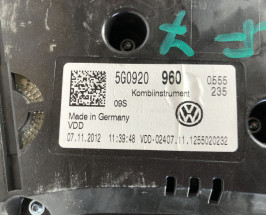 5G0920 960 0555
Kombiinstrument 235
09S
Made in Germany
VDD
07.11.2012 11:39:48 VDD-02407.11.1255020232